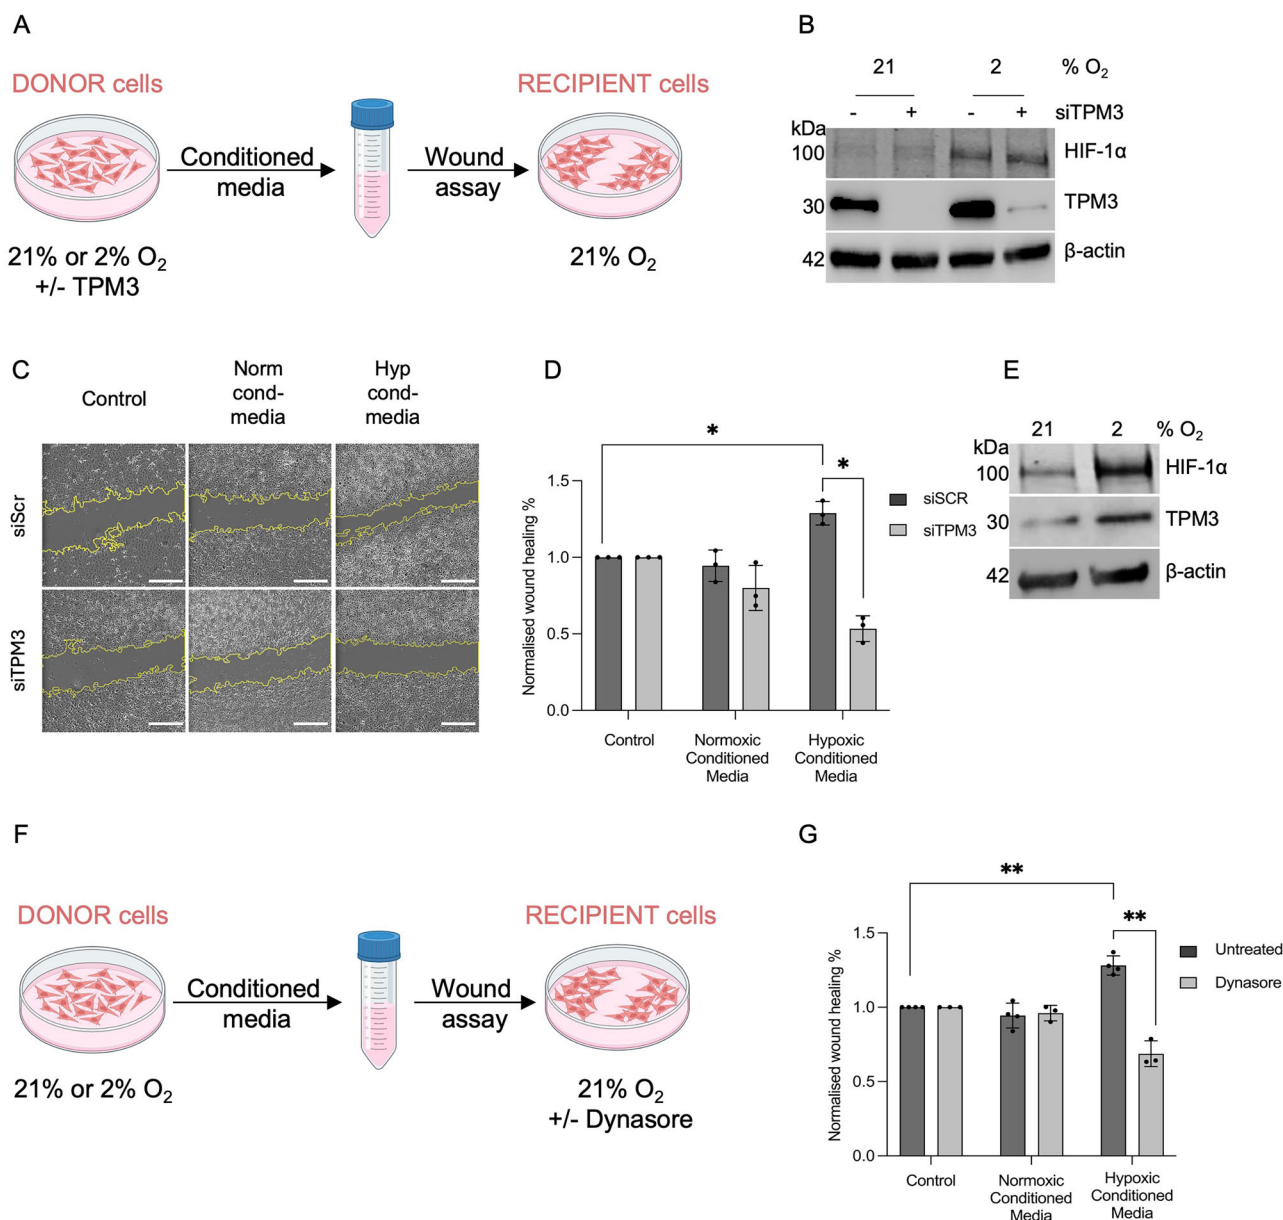 A
DONOR cells
Conditioned
media
Wound
assay
RECIPIENT cells
21% or 2% O₂
+/- TPM3
21% O₂
B
21 2 % O₂
- + - + siTPM3
kDa
100 HIF-1α
30 TPM3
42 β-actin
C
Control
Norm
cond-
media
Hyp
cond-
media
siScr
siTPM3
D
*
*
Normalised wound healing %
1.5
1.0
0.5
0.0
Control
Normoxic
Conditioned
Media
Hypoxic
Conditioned
Media
siSCR
siTPM3
E
21 2 % O₂
kDa
100 HIF-1α
30 TPM3
42 β-actin
F
DONOR cells
Conditioned
media
Wound
assay
RECIPIENT cells
21% or 2% O₂
21% O₂
+/- Dynasore
G
**
**
Normalised wound healing %
1.5
1.0
0.5
0.0
Control
Normoxic
Conditioned
Media
Hypoxic
Conditioned
Media
Untreated
Dynasore